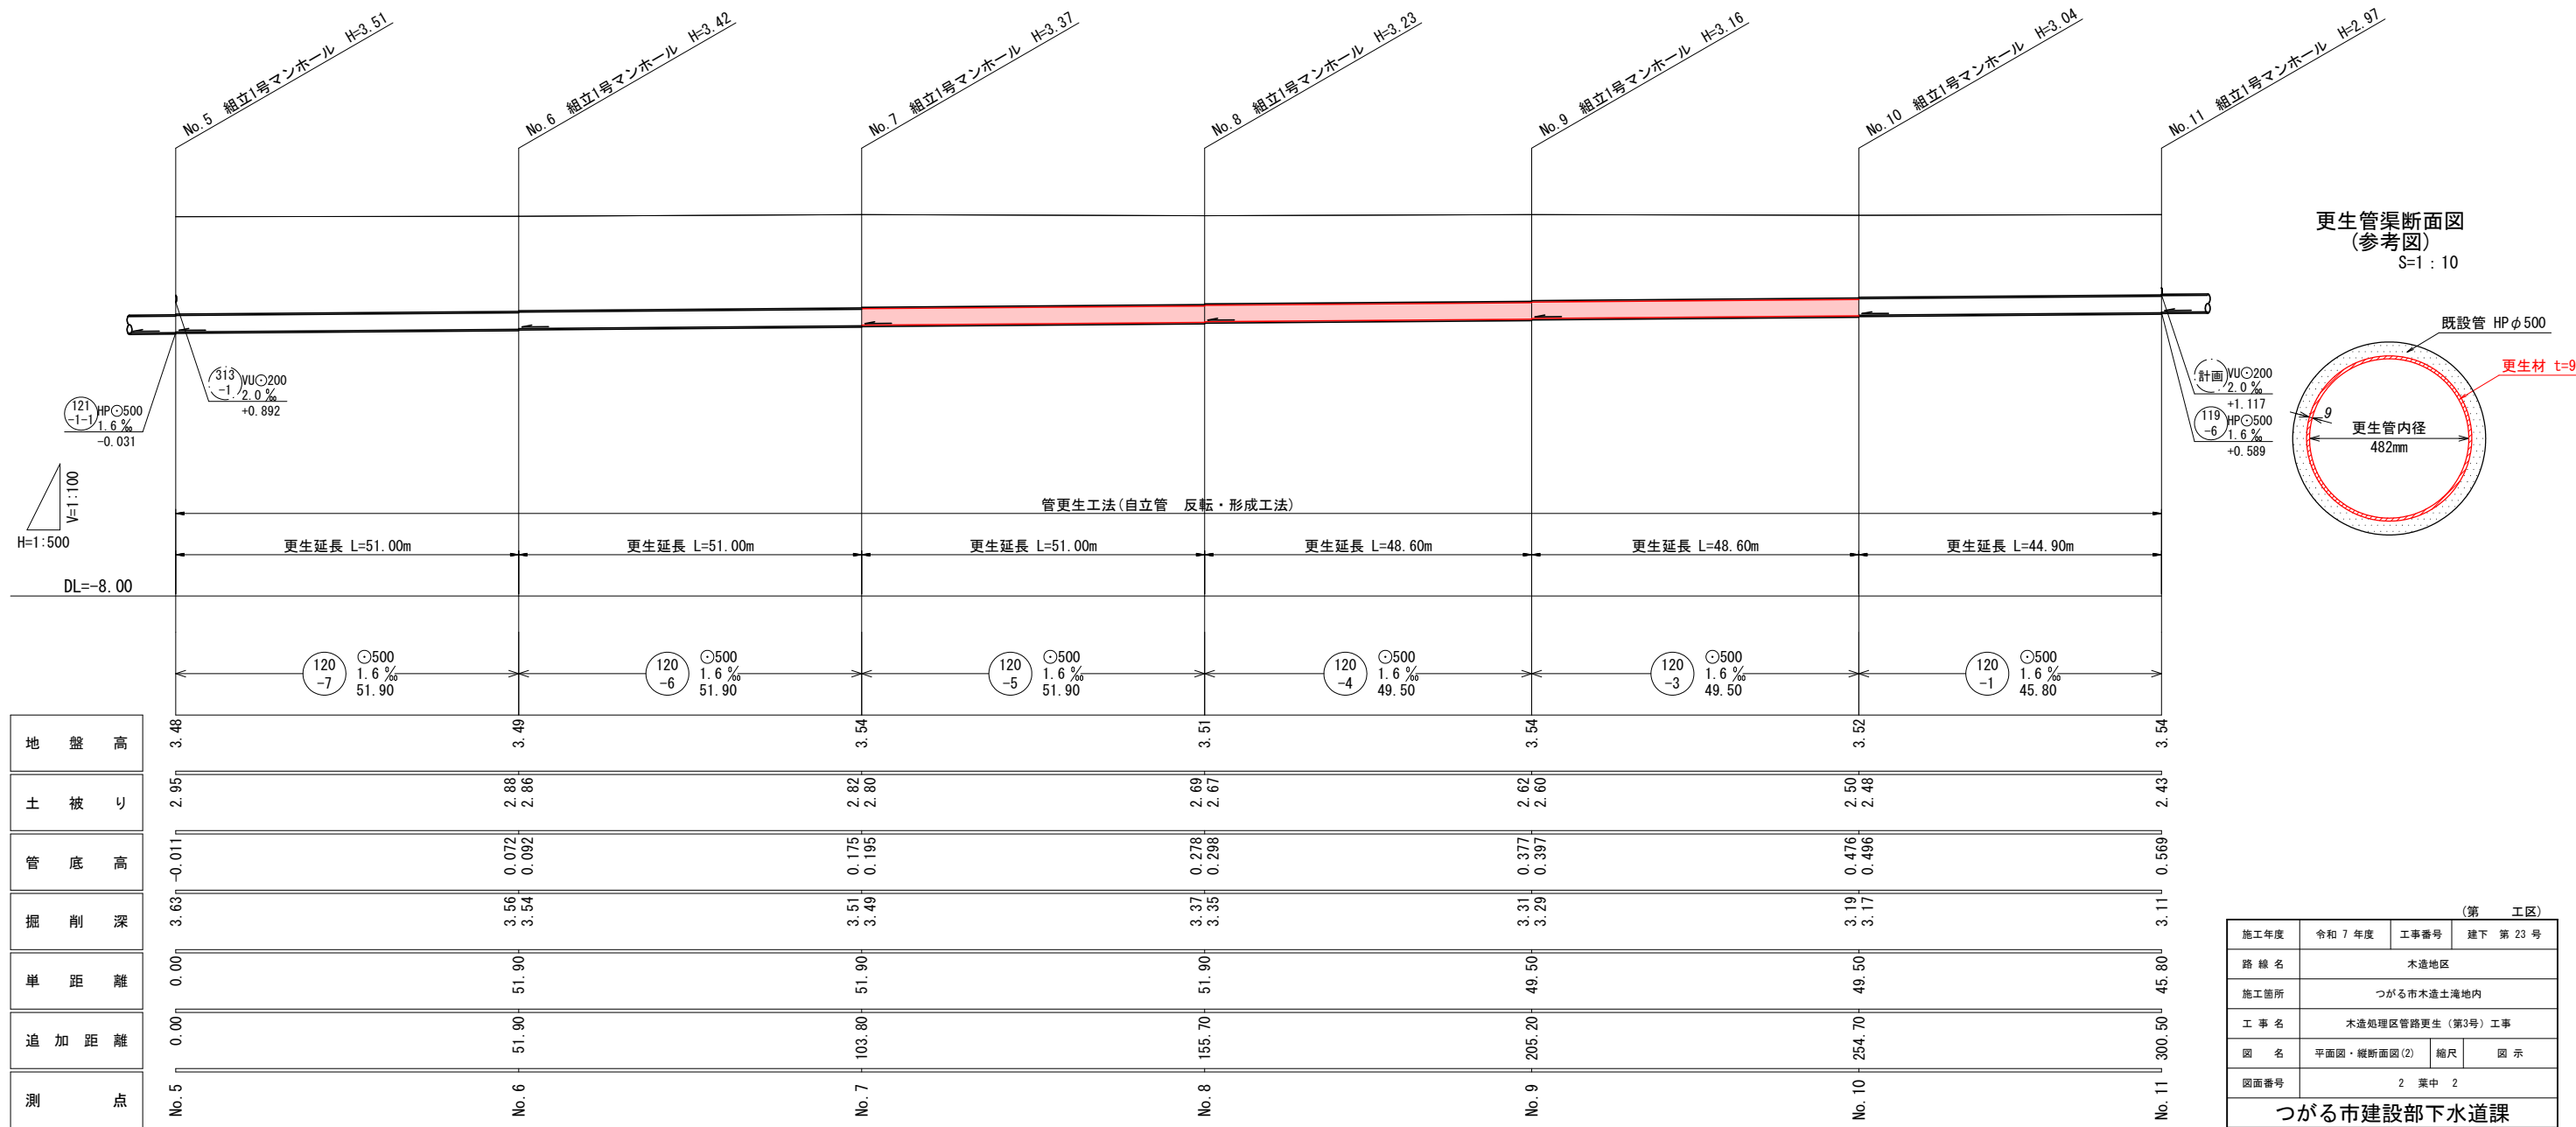 No.5　組立1号マンホール　H=3.51
No.6　組立1号マンホール　H=3.42
No.7　組立1号マンホール　H=3.37
No.8　組立1号マンホール　H=3.23
No.9　組立1号マンホール　H=3.16
No.10　組立1号マンホール　H=3.04
No.11　組立1号マンホール　H=2.97
更生管渠断面図
(参考図)
S=1：10
既設管 HPφ500
更生材 t=9
9
更生管内径
482mm
313
-1
VU⊙200
2.0‰
+0.892
121
-1-1
HP⊙500
1.6‰
-0.031
計画
VU⊙200
2.0‰
+1.117
119
-6
HP⊙500
1.6‰
+0.589
V=1:100
H=1:500
管更生工法(自立管　反転・形成工法)
更生延長 L=51.00m
更生延長 L=51.00m
更生延長 L=51.00m
更生延長 L=48.60m
更生延長 L=48.60m
更生延長 L=44.90m
DL=-8.00
120
-7
⊙500
1.6‰
51.90
120
-6
⊙500
1.6‰
51.90
120
-5
⊙500
1.6‰
51.90
120
-4
⊙500
1.6‰
49.50
120
-3
⊙500
1.6‰
49.50
120
-1
⊙500
1.6‰
45.80
地盤高 3.48 3.49 3.54 3.51 3.54 3.52 3.54
土被り 2.95 2.88 2.86 2.82 2.80 2.69 2.67 2.62 2.60 2.50 2.48 2.43
管底高 -0.011 0.072 0.092 0.175 0.195 0.278 0.298 0.377 0.397 0.476 0.496 0.569
掘削深 3.63 3.56 3.54 3.51 3.49 3.37 3.35 3.31 3.29 3.19 3.17 3.11
単距離 0.00 51.90 51.90 51.90 49.50 49.50 45.80
追加距離 0.00 51.90 103.80 155.70 205.20 254.70 300.50
測点 No.5 No.6 No.7 No.8 No.9 No.10 No.11
(第　　工区)
施工年度 令和 7 年度 工事番号 建下 第 23 号
路線名 木造地区
施工箇所 つがる市木造土滝地内
工事名 木造処理区管路更生（第3号）工事
図名 平面図・縦断面図(2) 縮尺 図示
図面番号 2 葉中 2
つがる市建設部下水道課